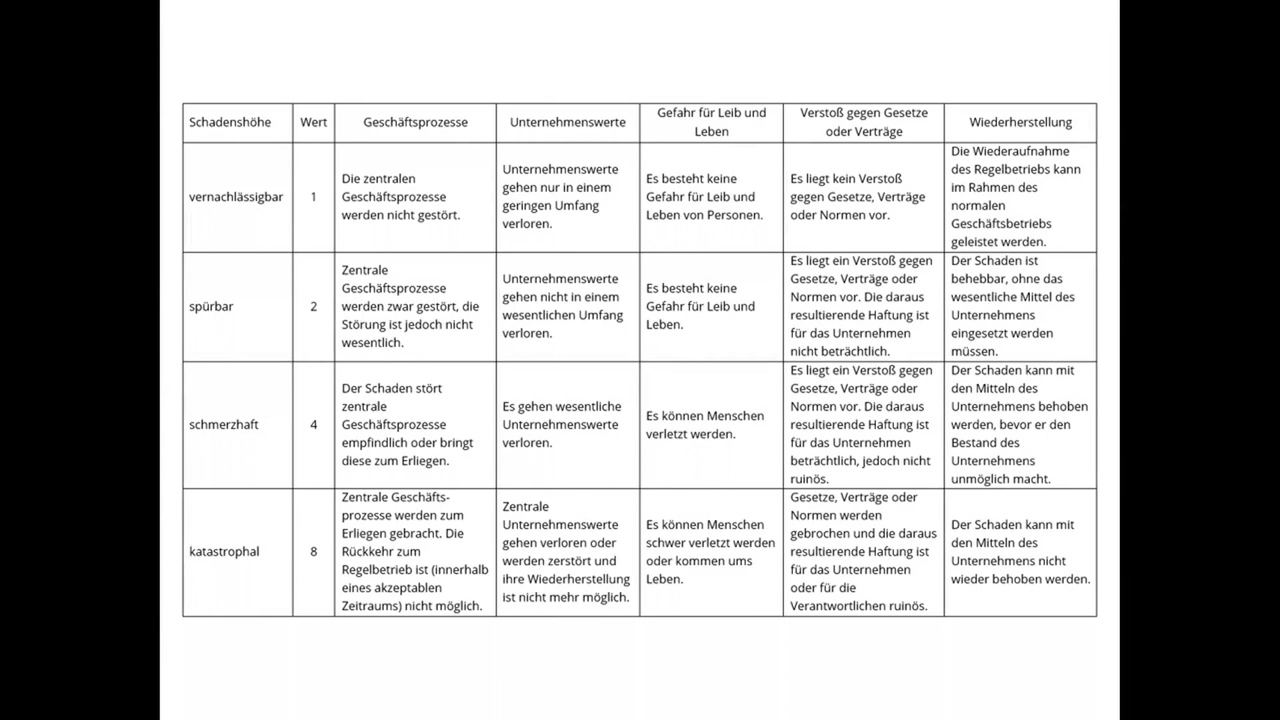 Schadenshöhe
Wert
Geschäftsprozesse
Unternehmenswerte
Gefahr für Leib und
Leben
Verstoß gegen Gesetze
oder Verträge
Wiederherstellung
vernachlässigbar
1
Die zentralen
Geschäftsprozesse
werden nicht gestört.
Unternehmenswerte
gehen nur in einem
geringen Umfang
verloren.
Es besteht keine
Gefahr für Leib und
Leben von Personen.
Es liegt kein Verstoß
gegen Gesetze, Verträge
oder Normen vor.
Die Wiederaufnahme
des Regelbetriebs kann
im Rahmen des
normalen
Geschäftsbetriebs
geleistet werden.
spürbar
2
Zentrale
Geschäftsprozesse
werden zwar gestört, die
Störung ist jedoch nicht
wesentlich.
Unternehmenswerte
gehen nicht in einem
wesentlichen Umfang
verloren.
Es besteht keine
Gefahr für Leib und
Leben.
Es liegt ein Verstoß gegen
Gesetze, Verträge oder
Normen vor. Die daraus
resultierende Haftung ist
für das Unternehmen
nicht beträchtlich.
Der Schaden ist
behebbar, ohne das
wesentliche Mittel des
Unternehmens
eingesetzt werden
müssen.
schmerzhaft
4
Der Schaden stört
zentrale
Geschäftsprozesse
empfindlich oder bringt
diese zum Erliegen.
Es gehen wesentliche
Unternehmenswerte
verloren.
Es können Menschen
verletzt werden.
Es liegt ein Verstoß gegen
Gesetze, Verträge oder
Normen vor. Die daraus
resultierende Haftung ist
für das Unternehmen
beträchtlich, jedoch nicht
ruinös.
Der Schaden kann mit
den Mitteln des
Unternehmens behoben
werden, bevor er den
Bestand des
Unternehmens
unmöglich macht.
katastrophal
8
Zentrale Geschäfts-
prozesse werden zum
Erliegen gebracht. Die
Rückkehr zum
Regelbetrieb ist (innerhalb
eines akzeptablen
Zeitraums) nicht möglich.
Zentrale
Unternehmenswerte
gehen verloren oder
werden zerstört und
ihre Wiederherstellung
ist nicht mehr möglich.
Es können Menschen
schwer verletzt werden
oder kommen ums
Leben.
Gesetze, Verträge oder
Normen werden
gebrochen und die daraus
resultierende Haftung ist
für das Unternehmen
oder für die
Verantwortlichen ruinös.
Der Schaden kann mit
den Mitteln des
Unternehmens nicht
wieder behoben werden.